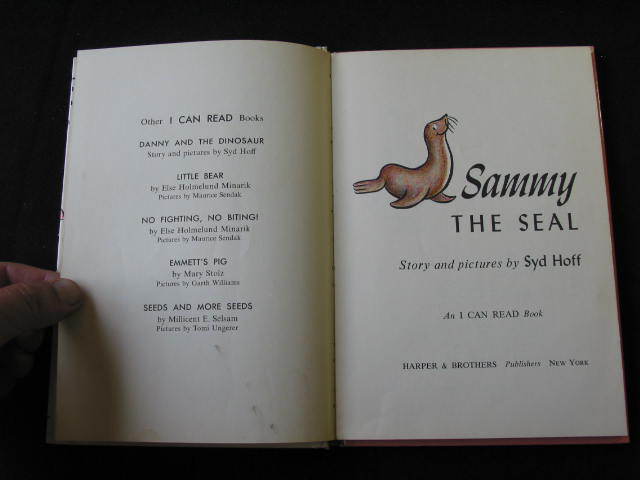 Other I CAN READ Books
DANNY AND THE DINOSAUR
Story and pictures by Syd Hoff
LITTLE BEAR
by Else Holmelund Minarik
Pictures by Maurice Sendak
NO FIGHTING, NO BITING!
by Else Holmelund Minarik
Pictures by Maurice Sendak
EMMETT'S PIG
by Mary Stolz
Pictures by Garth Williams
SEEDS AND MORE SEEDS
by Millicent E. Selsam
Pictures by Tomi Ungerer
Sammy
THE SEAL
Story and pictures by Syd Hoff
An I CAN READ Book
HARPER & BROTHERS Publishers NEW YORK